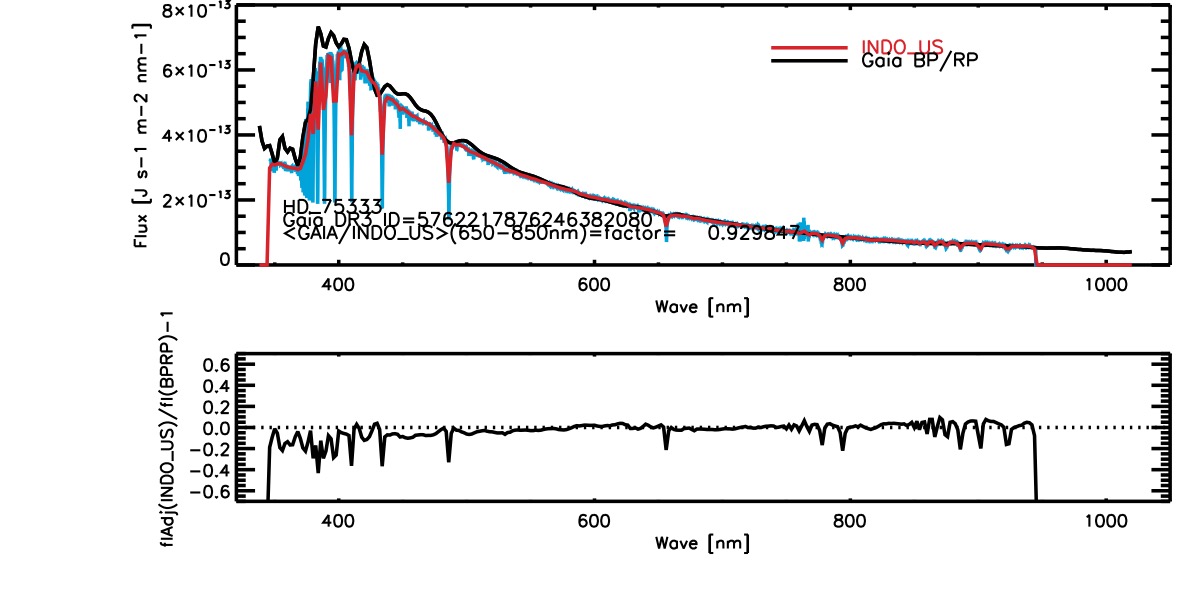 8×10−13
6×10−13
4×10−13
2×10−13
0
Flux [J s−1 m−2 nm−1]
INDO_US
Gaia BP/RP
HD_75333
Gaia DR3 ID=5762217876246382080
<GAIA/INDO_US>(650−850nm)=factor= 0.929847
400 600 800 1000
Wave [nm]
flAdj(INDO_US)/fl(BPRP)−1
0.6
0.4
0.2
0.0
−0.2
−0.4
−0.6
400 600 800 1000
Wave [nm]